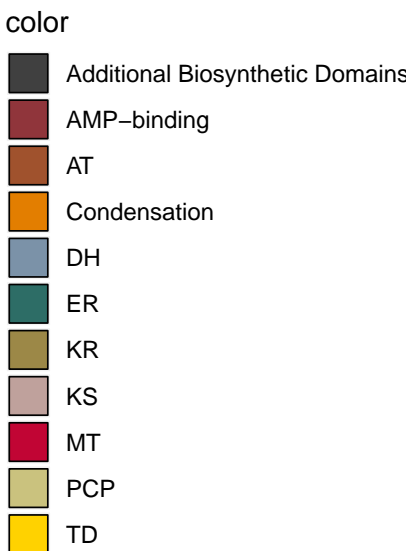 color
Additional Biosynthetic Domains
AMP−binding
AT
Condensation
DH
ER
KR
KS
MT
PCP
TD